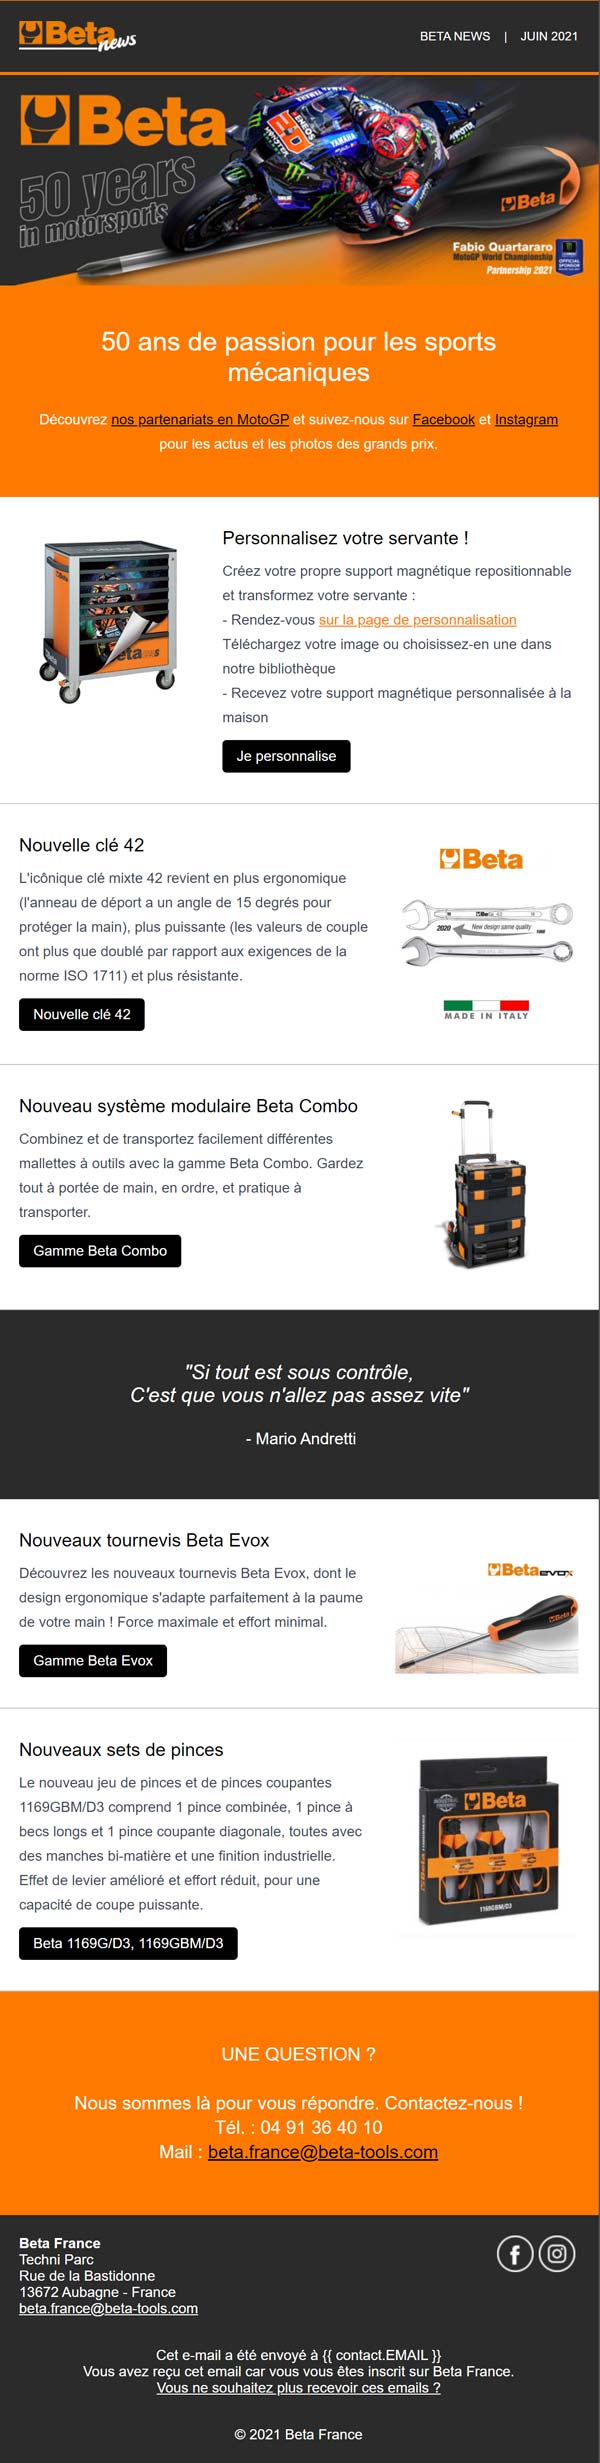 Beta
news
BETA NEWS | JUIN 2021
Beta
50 years
in motorsports
ENEOS
YAMAHA
20
Beta
Fabio Quartararo
MotoGP World Championship
Partnership 2021
OFFICIAL
SPONSOR
50 ans de passion pour les sports
mécaniques
Découvrez nos partenariats en MotoGP et suivez-nous sur Facebook et Instagram
pour les actus et les photos des grands prix.
Personnalisez votre servante !
Créez votre propre support magnétique repositionnable
et transformez votre servante :
- Rendez-vous sur la page de personnalisation
Téléchargez votre image ou choisissez-en une dans
notre bibliothèque
- Recevez votre support magnétique personnalisée à la
maison
Je personnalise
Nouvelle clé 42
L'icônique clé mixte 42 revient en plus ergonomique
(l'anneau de déport a un angle de 15 degrés pour
protéger la main), plus puissante (les valeurs de couple
ont plus que doublé par rapport aux exigences de la
norme ISO 1711) et plus résistante.
Nouvelle clé 42
Beta
2020 New design same quality
MADE IN ITALY
Nouveau système modulaire Beta Combo
Combinez et de transportez facilement différentes
mallettes à outils avec la gamme Beta Combo. Gardez
tout à portée de main, en ordre, et pratique à
transporter.
Gamme Beta Combo
"Si tout est sous contrôle,
C'est que vous n'allez pas assez vite"
- Mario Andretti
Nouveaux tournevis Beta Evox
Découvrez les nouveaux tournevis Beta Evox, dont le
design ergonomique s'adapte parfaitement à la paume
de votre main ! Force maximale et effort minimal.
Gamme Beta Evox
Beta evox
Beta
Nouveaux sets de pinces
Le nouveau jeu de pinces et de pinces coupantes
1169GBM/D3 comprend 1 pince combinée, 1 pince à
becs longs et 1 pince coupante diagonale, toutes avec
des manches bi-matière et une finition industrielle.
Effet de levier amélioré et effort réduit, pour une
capacité de coupe puissante.
Beta 1169G/D3, 1169GBM/D3
Beta
1169GBM/D3
UNE QUESTION ?
Nous sommes là pour vous répondre. Contactez-nous !
Tél. : 04 91 36 40 10
Mail : beta.france@beta-tools.com
Beta France
Techni Parc
Rue de la Bastidonne
13672 Aubagne - France
beta.france@beta-tools.com
Cet e-mail a été envoyé à {{ contact.EMAIL }}
Vous avez reçu cet email car vous vous êtes inscrit sur Beta France.
Vous ne souhaitez plus recevoir ces emails ?
© 2021 Beta France